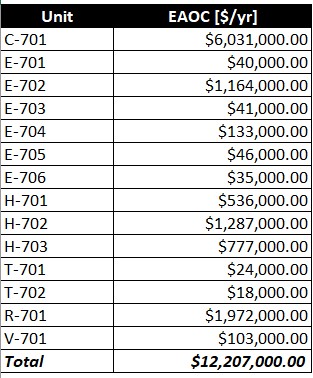 Unit EAOC [$/yr]
C-701 $6,031,000.00
E-701 $40,000.00
E-702 $1,164,000.00
E-703 $41,000.00
E-704 $133,000.00
E-705 $46,000.00
E-706 $35,000.00
H-701 $536,000.00
H-702 $1,287,000.00
H-703 $777,000.00
T-701 $24,000.00
T-702 $18,000.00
R-701 $1,972,000.00
V-701 $103,000.00
Total $12,207,000.00